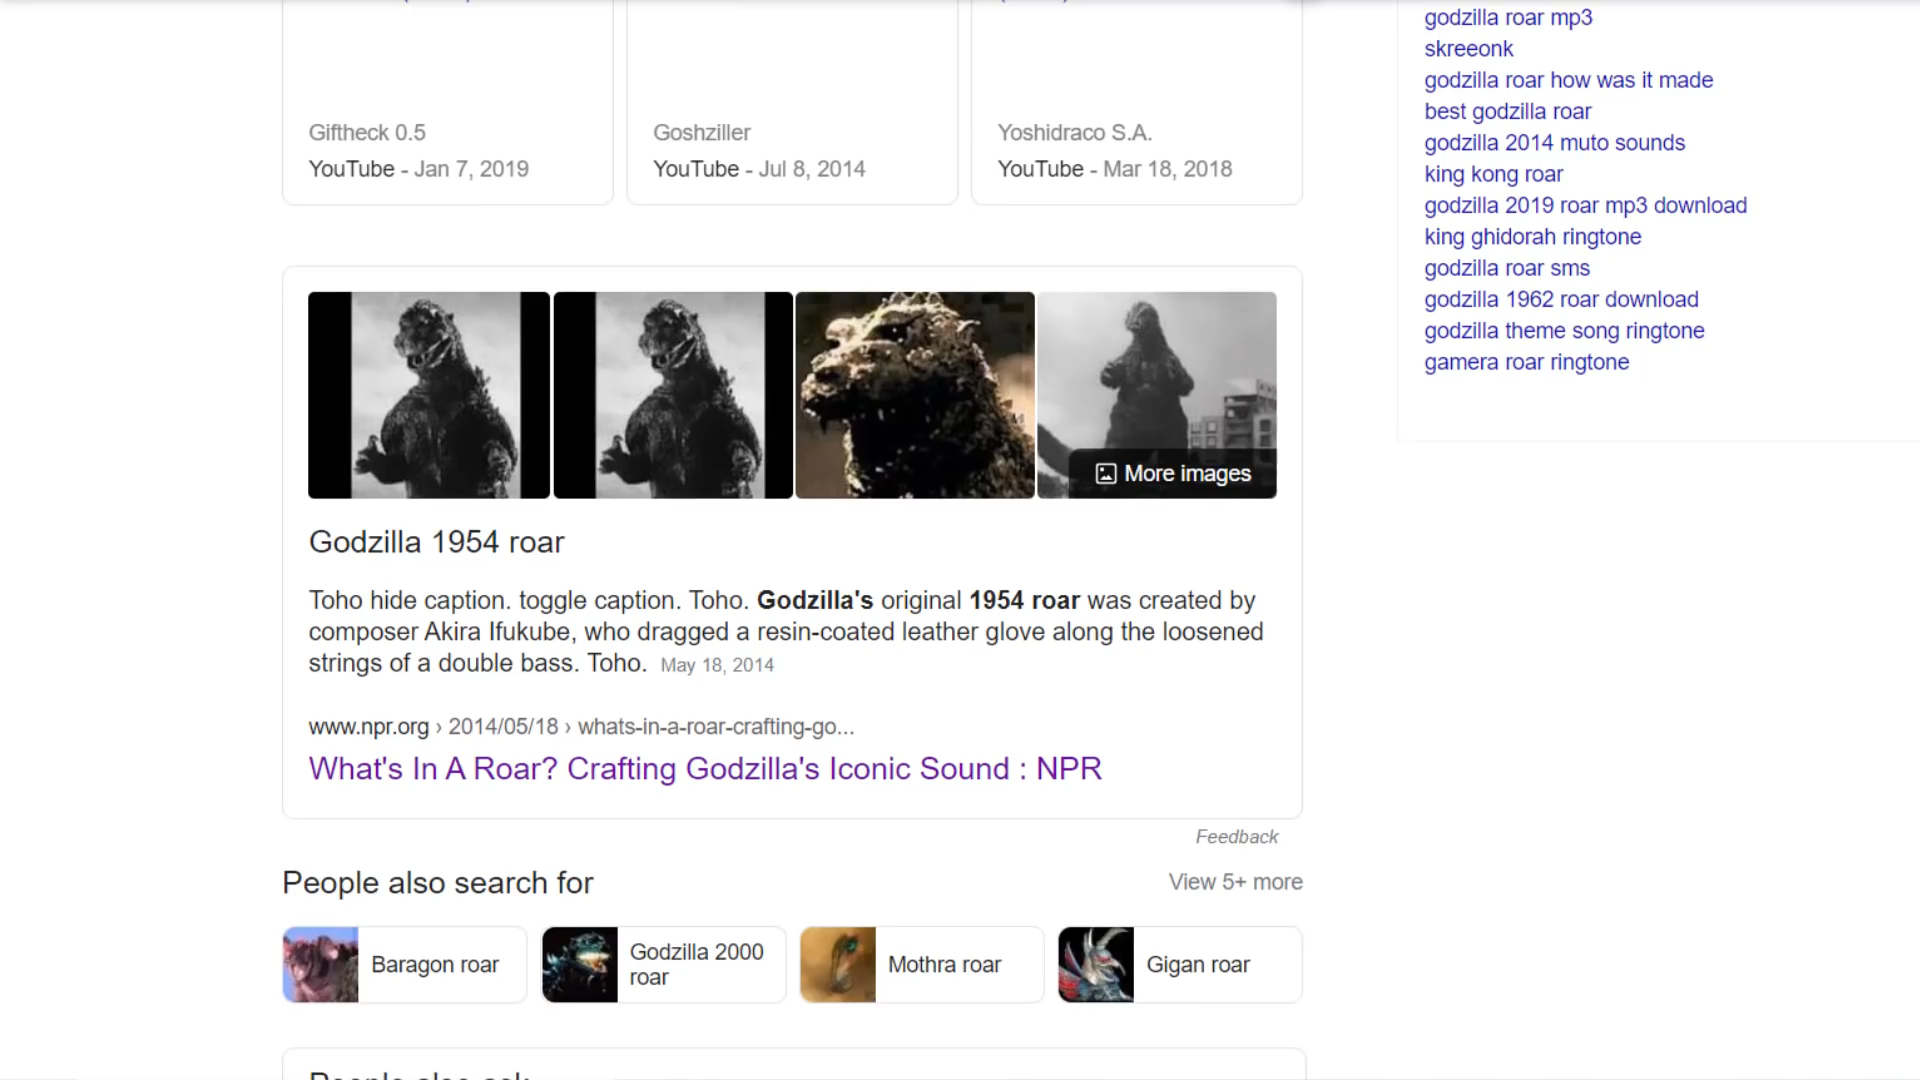 Giftheck 0.5
YouTube - Jan 7, 2019
Goshziller
YouTube - Jul 8, 2014
Yoshidraco S.A.
YouTube - Mar 18, 2018
More images
Godzilla 1954 roar
Toho hide caption. toggle caption. Toho. Godzilla's original 1954 roar was created by
composer Akira Ifukube, who dragged a resin-coated leather glove along the loosened
strings of a double bass. Toho. May 18, 2014
www.npr.org › 2014/05/18 › whats-in-a-roar-crafting-go...
What's In A Roar? Crafting Godzilla's Iconic Sound : NPR
Feedback
People also search for
View 5+ more
Baragon roar
Godzilla 2000
roar
Mothra roar
Gigan roar
People also ask
godzilla roar mp3
skreeonk
godzilla roar how was it made
best godzilla roar
godzilla 2014 muto sounds
king kong roar
godzilla 2019 roar mp3 download
king ghidorah ringtone
godzilla roar sms
godzilla 1962 roar download
godzilla theme song ringtone
gamera roar ringtone